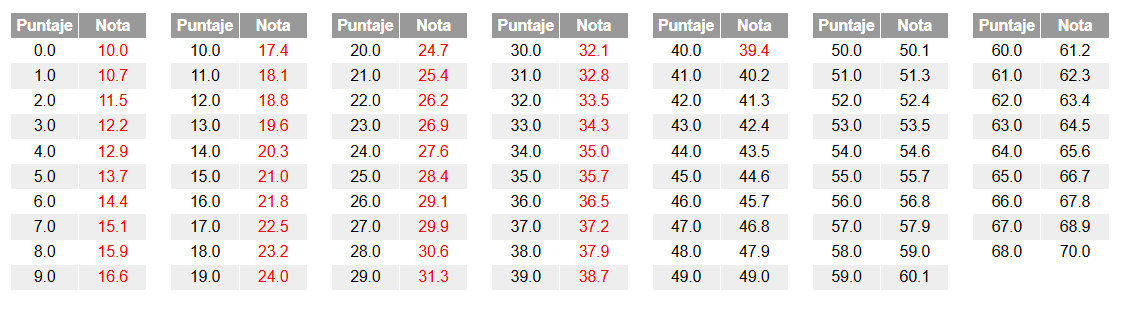 Puntaje Nota Puntaje Nota Puntaje Nota Puntaje Nota Puntaje Nota Puntaje Nota Puntaje Nota
0.0 10.0 10.0 17.4 20.0 24.7 30.0 32.1 40.0 39.4 50.0 50.1 60.0 61.2
1.0 10.7 11.0 18.1 21.0 25.4 31.0 32.8 41.0 40.2 51.0 51.3 61.0 62.3
2.0 11.5 12.0 18.8 22.0 26.2 32.0 33.5 42.0 41.3 52.0 52.4 62.0 63.4
3.0 12.2 13.0 19.6 23.0 26.9 33.0 34.3 43.0 42.4 53.0 53.5 63.0 64.5
4.0 12.9 14.0 20.3 24.0 27.6 34.0 35.0 44.0 43.5 54.0 54.6 64.0 65.6
5.0 13.7 15.0 21.0 25.0 28.4 35.0 35.7 45.0 44.6 55.0 55.7 65.0 66.7
6.0 14.4 16.0 21.8 26.0 29.1 36.0 36.5 46.0 45.7 56.0 56.8 66.0 67.8
7.0 15.1 17.0 22.5 27.0 29.9 37.0 37.2 47.0 46.8 57.0 57.9 67.0 68.9
8.0 15.9 18.0 23.2 28.0 30.6 38.0 37.9 48.0 47.9 58.0 59.0 68.0 70.0
9.0 16.6 19.0 24.0 29.0 31.3 39.0 38.7 49.0 49.0 59.0 60.1